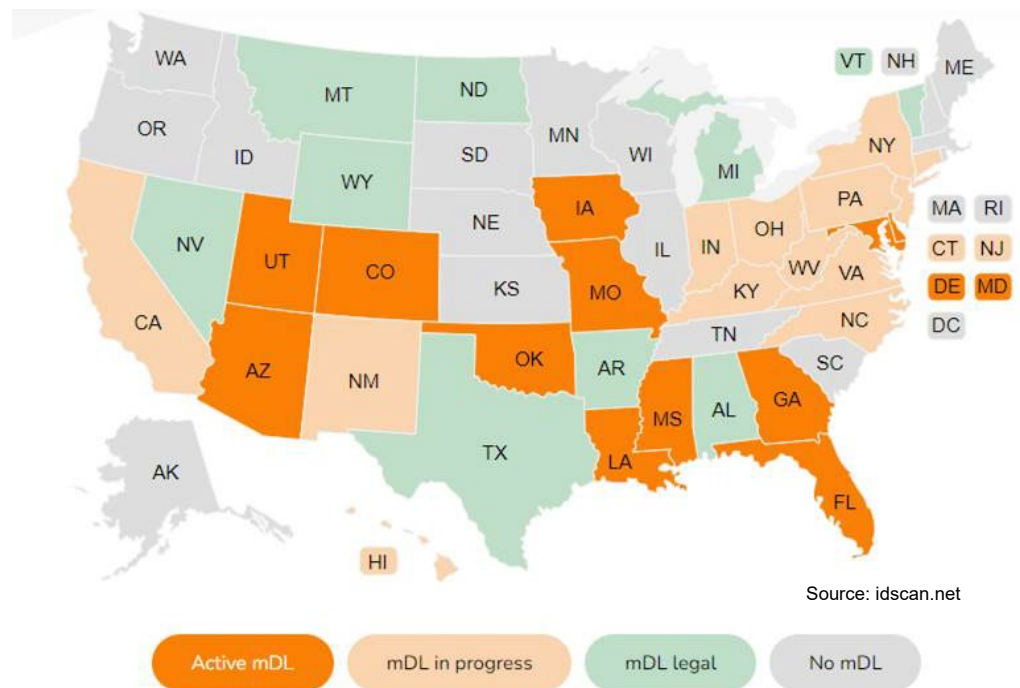 WA
VT NH
ME
MT
ND
OR
MN
NY
ID
SD
WI
MI
WY
PA
IA
NE
MA RI
OH
NV
IL
IN
CT NJ
UT
CO
WV
VA
KS
MO
KY
DE MD
CA
NC
DC
TN
OK
SC
AZ
NM
AR
GA
MS
AL
TX
LA
AK
FL
HI
Source: idscan.net
Active mDL
mDL in progress
mDL legal
No mDL